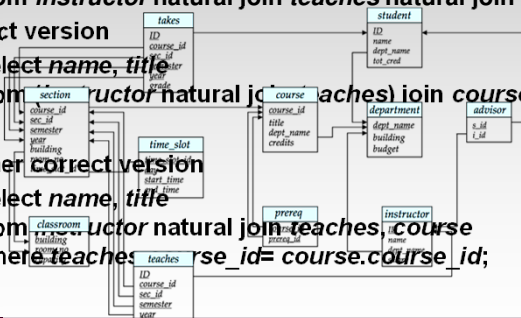 om instructor natural join teaches natural join
takes
student
ID
name
dept_name
tot_cred
ID
course_id
sec_id
semester
year
grade
ct version
elect name, title
om (instructor natural join teaches) join course
section
course_id
sec_id
semester
year
building
course
course_id
title
dept_name
credits
department
dept_name
building
budget
advisor
s_id
i_id
time_slot
start_time
end_time
er correct version
elect name, title
prereq
prereq_id
instructor
ID
name
classroom
building
om instructor natural join teaches, course
here teaches.course_id= course.course_id;
teaches
ID
course_id
sec_id
semester
year